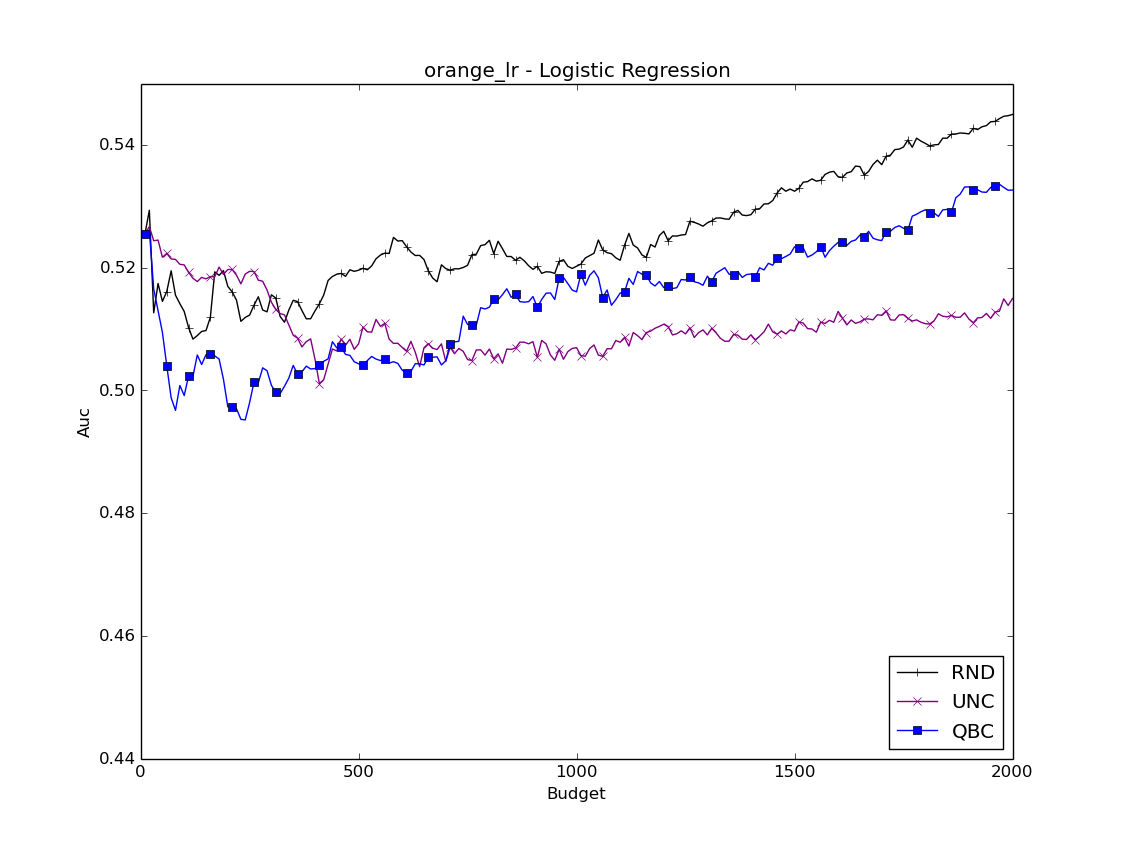 orange_lr - Logistic Regression
0.54
0.52
0.50
0.48
0.46
0.44
Auc
0 500 1000 1500 2000
Budget
RND
UNC
QBC